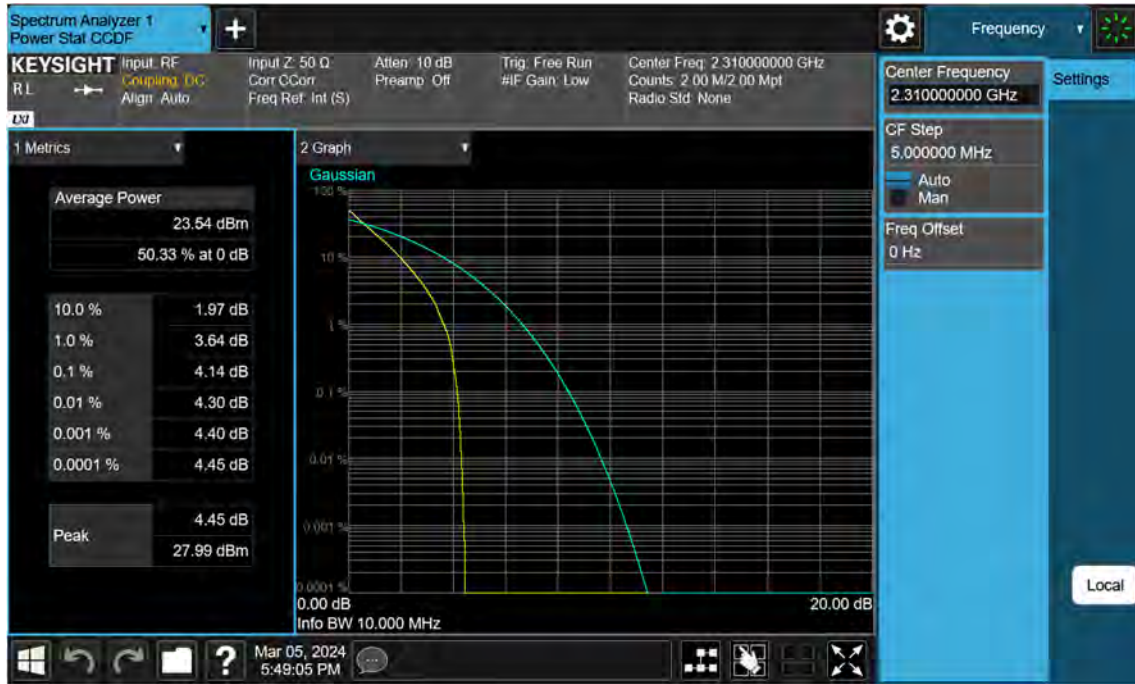 Spectrum Analyzer 1
Power Stat CCDF
Frequency
KEYSIGHT
RL
LXI
Input: RF
Coupling: DC
Align: Auto
Input Z: 50 Ω
Corr CCorr
Freq Ref: Int (S)
Atten: 10 dB
Preamp: Off
Trig: Free Run
#IF Gain: Low
Center Freq: 2.310000000 GHz
Counts: 2.00 M/2.00 Mpt
Radio Std: None
Center Frequency
2.310000000 GHz
Settings
CF Step
5.000000 MHz
Auto
Man
Freq Offset
0 Hz
1 Metrics
Average Power
23.54 dBm
50.33 % at 0 dB
10.0 % 1.97 dB
1.0 % 3.64 dB
0.1 % 4.14 dB
0.01 % 4.30 dB
0.001 % 4.40 dB
0.0001 % 4.45 dB
Peak
4.45 dB
27.99 dBm
2 Graph
Gaussian
100 %
10 %
1 %
0.1 %
0.01 %
0.001 %
0.0001 %
0.00 dB
20.00 dB
Info BW 10.000 MHz
Local
?
Mar 05, 2024
5:49:05 PM